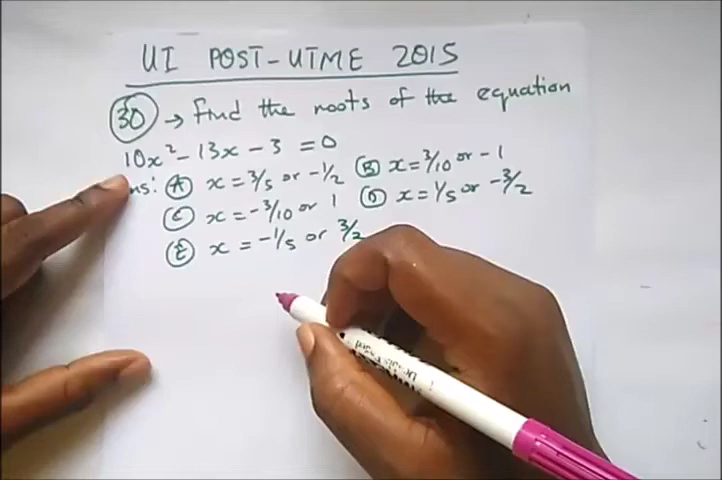 UI POST-UTME 2015
30 → Find the roots of the equation
10x² - 13x - 3 = 0
ns: A x = 3/5 or -1/2 B x = 3/10 or -1
C x = -3/10 or 1 D x = 1/5 or -3/2
E x = -1/5 or 3/2